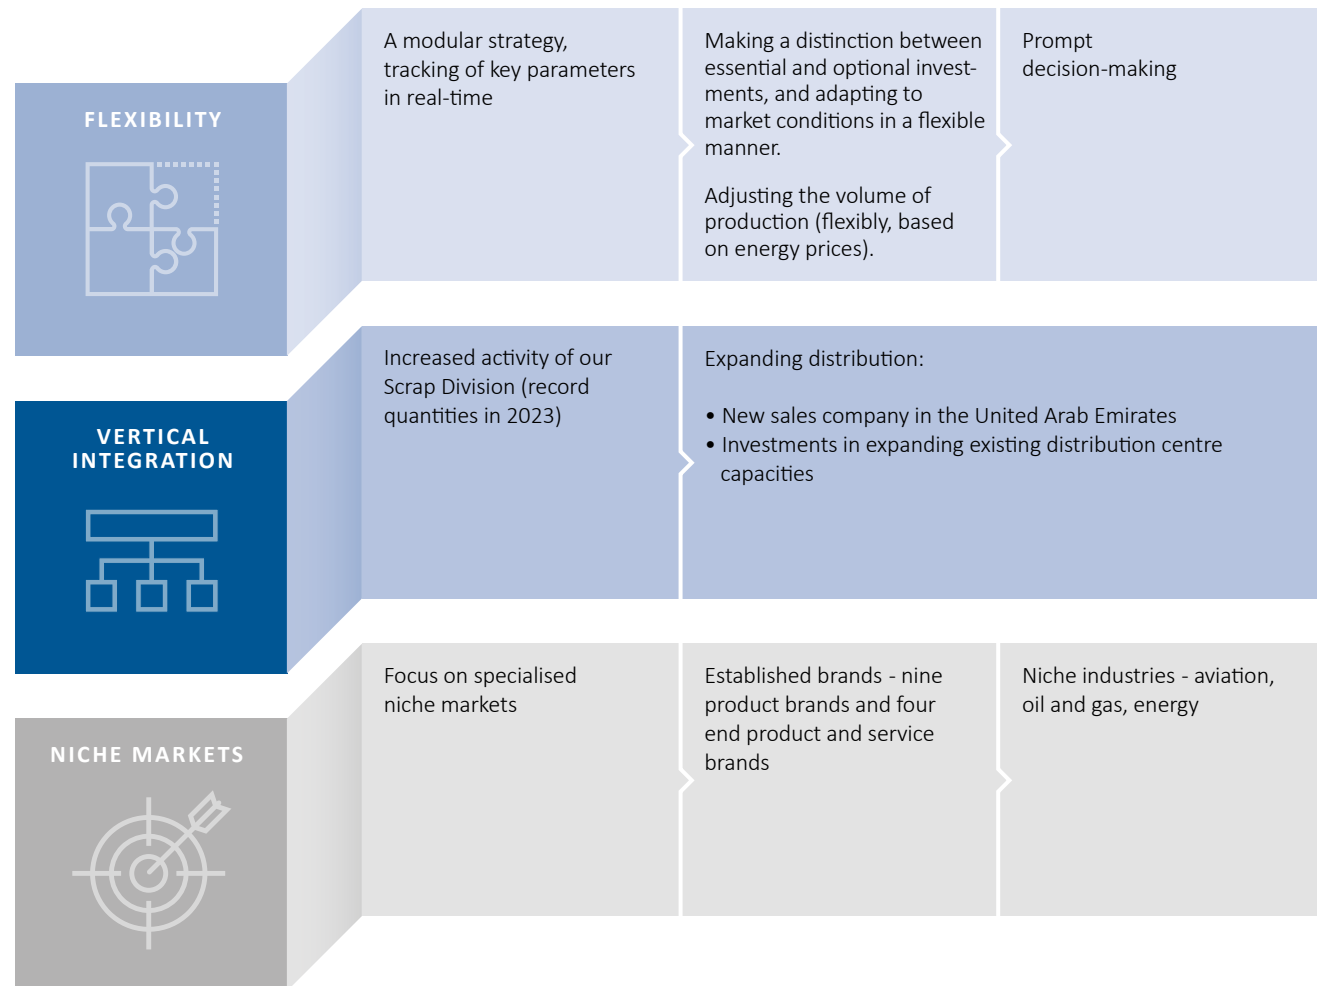 FLEXIBILITY
A modular strategy,
tracking of key parameters
in real-time
Making a distinction between
essential and optional invest-
ments, and adapting to
market conditions in a flexible
manner.
Adjusting the volume of
production (flexibly, based
on energy prices).
Prompt
decision-making
VERTICAL
INTEGRATION
Increased activity of our
Scrap Division (record
quantities in 2023)
Expanding distribution:
• New sales company in the United Arab Emirates
• Investments in expanding existing distribution centre
capacities
NICHE MARKETS
Focus on specialised
niche markets
Established brands - nine
product brands and four
end product and service
brands
Niche industries - aviation,
oil and gas, energy